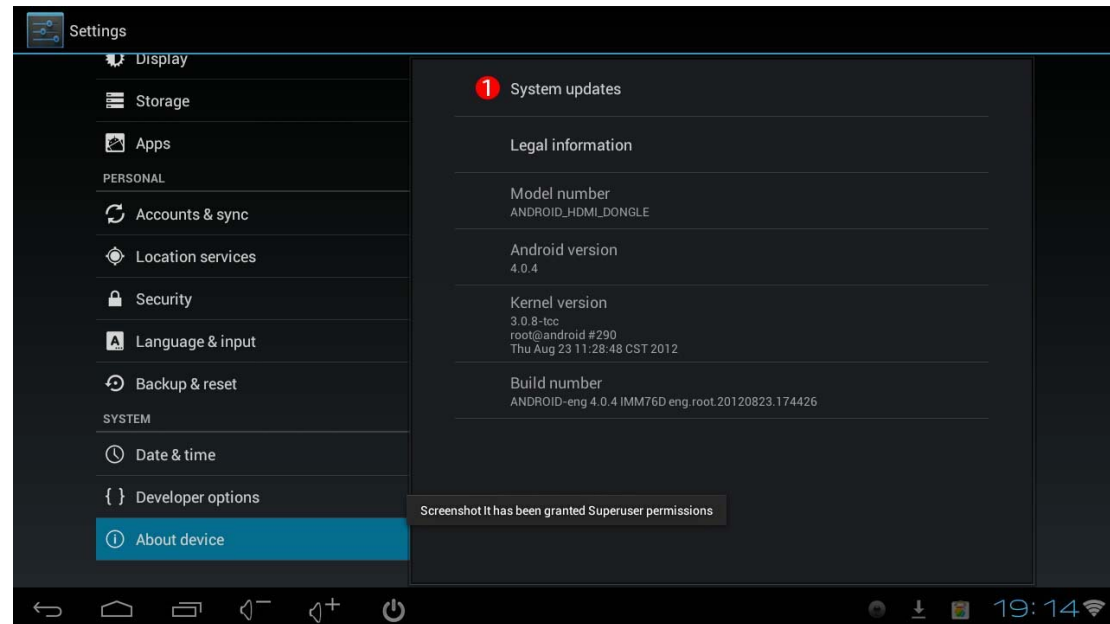 Settings
Display
Storage
Apps
PERSONAL
Accounts & sync
Location services
Security
Language & input
Backup & reset
SYSTEM
Date & time
{ } Developer options
About device
1 System updates
Legal information
Model number
ANDROID_HDMI_DONGLE
Android version
4.0.4
Kernel version
3.0.8-tcc
root@android #290
Thu Aug 23 11:28:48 CST 2012
Build number
ANDROID-eng 4.0.4 IMM76D eng.root.20120823.174426
Screenshot It has been granted Superuser permissions
19:14